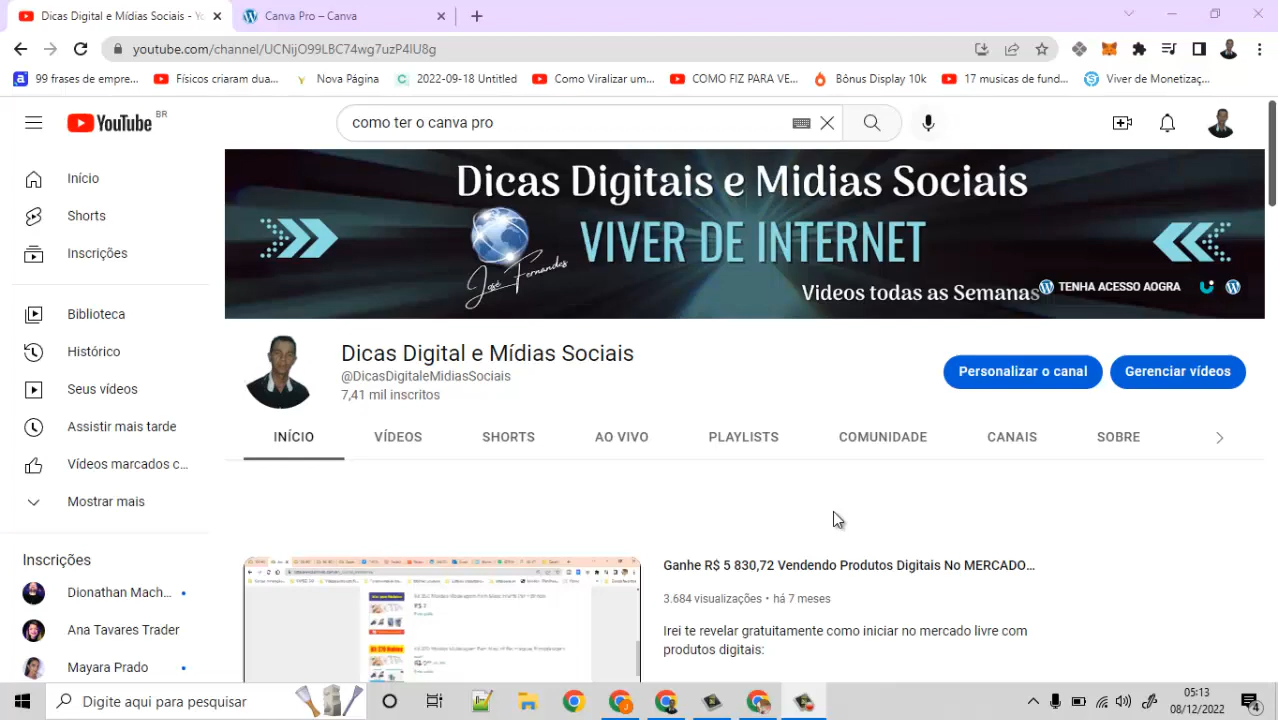 Dicas Digitais e Mídias Sociais - Yo
Canva Pro – Canva
youtube.com/channel/UCNijO99LBC74wg7uzP4lU8g
99 frases de empre...
Físicos criaram dua...
Nova Página
2022-09-18 Untitled
Como Viralizar um...
COMO FIZ PARA VE...
Bônus Display 10k
17 musicas de fund...
Viver de Monetizaç...
YouTube BR
como ter o canva pro
Início
Shorts
Inscrições
Biblioteca
Histórico
Seus vídeos
Assistir mais tarde
Vídeos marcados c...
Mostrar mais
Inscrições
Diorathan Mach...
Ana Tavares Trader
Mayara Prado
Dicas Digitais e Midias Sociais
VIVER DE INTERNET
José Fernandes
Videos todas as Semanas
TENHA ACESSO AOGRA
Dicas Digital e Mídias Sociais
@DicasDigitaleMidiasSociais
7,41 mil inscritos
Personalizar o canal
Gerenciar vídeos
INÍCIO
VÍDEOS
SHORTS
AO VIVO
PLAYLISTS
COMUNIDADE
CANAIS
SOBRE
Ganhe R$ 5 830,72 Vendendo Produtos Digitais No MERCADO...
3.684 visualizações • há 7 meses
Irei te revelar gratuitamente como iniciar no mercado livre com
produtos digitais:
Digite aqui para pesquisar
05:13
08/12/2022
4